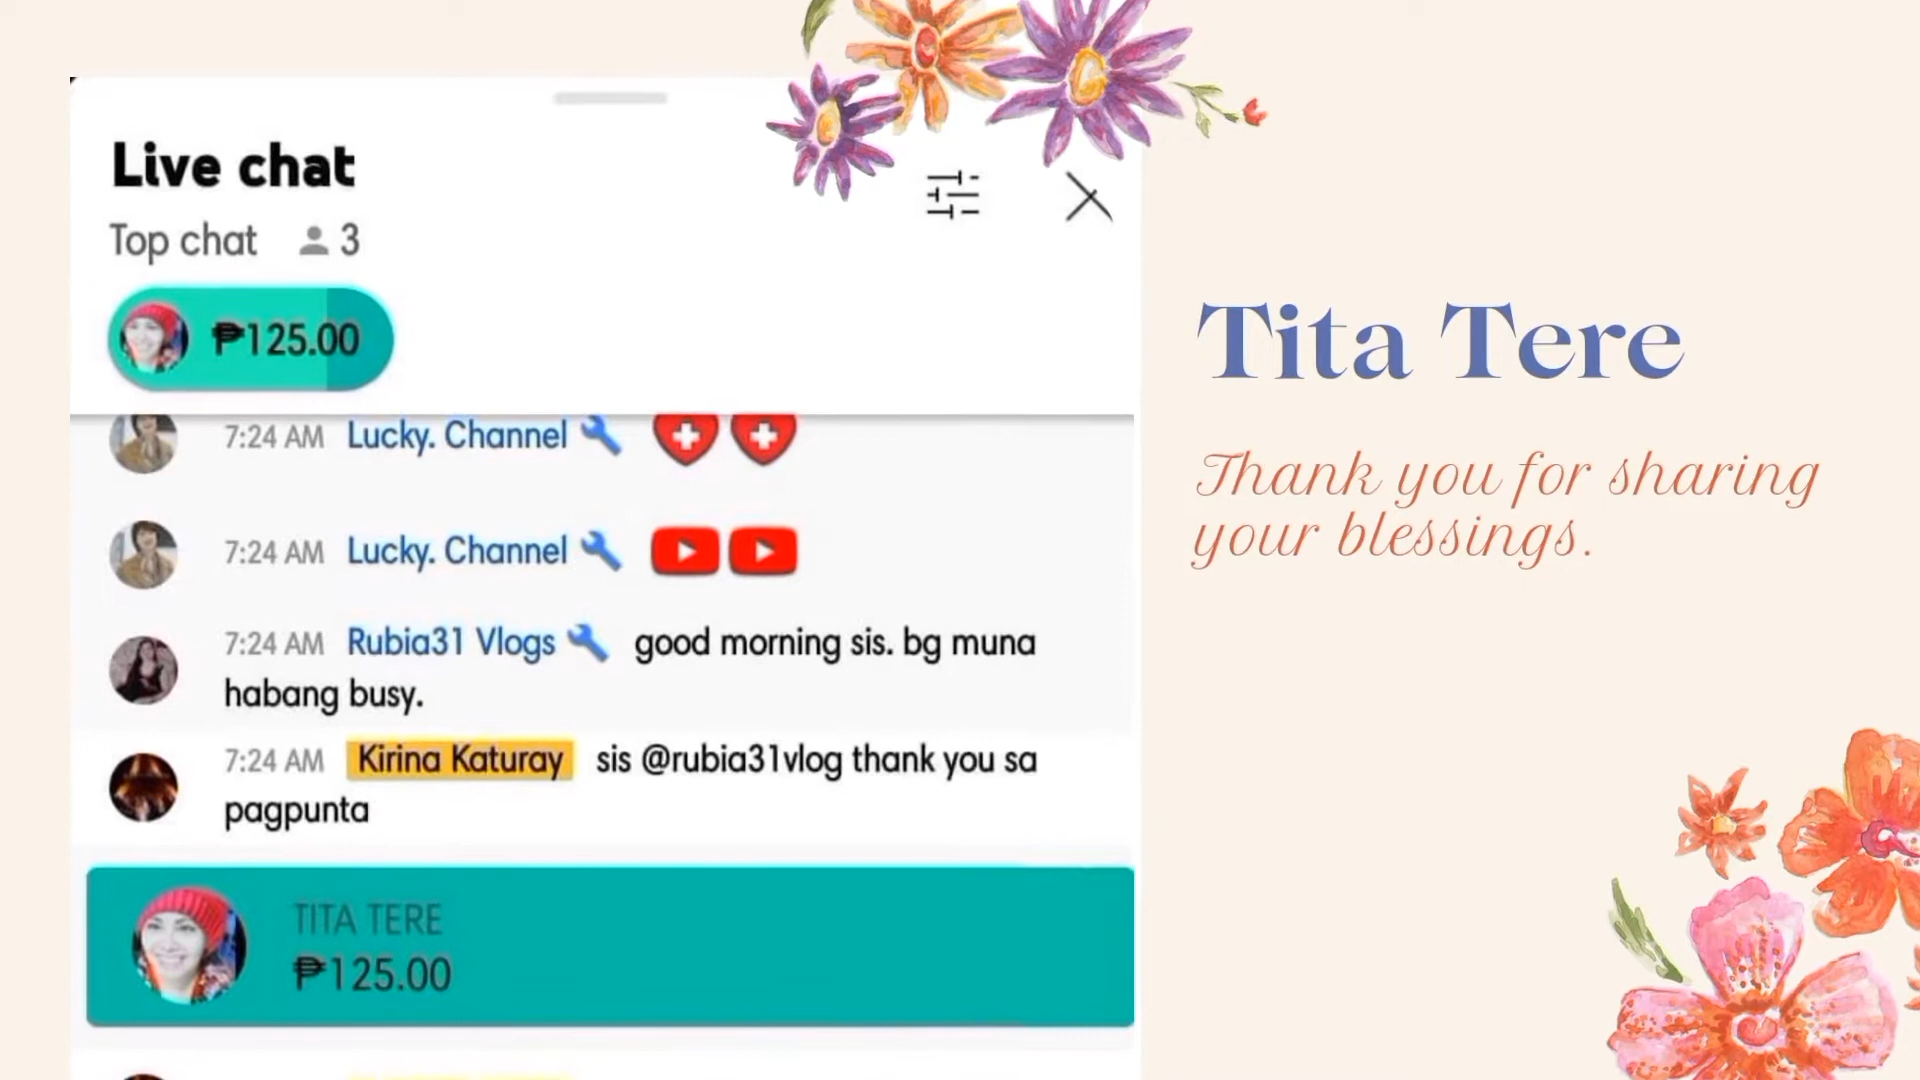 Live chat
Top chat 3
₱125.00
7:24 AM Lucky. Channel
7:24 AM Lucky. Channel
7:24 AM Rubia31 Vlogs good morning sis. bg muna
habang busy.
7:24 AM Kirina Katuray sis @rubia31vlog thank you sa
pagpunta
TITA TERE
₱125.00
Tita Tere
Thank you for sharing
your blessings.